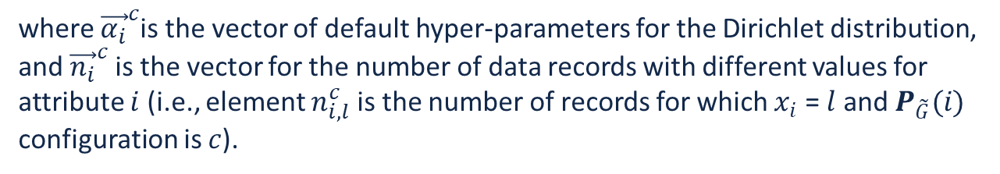 where $\overrightarrow{\alpha_i}^c$ is the vector of default hyper-parameters for the Dirichlet distribution,
and $\overrightarrow{n_i}^c$ is the vector for the number of data records with different values for
attribute $i$ (i.e., element $n_{i,l}^c$ is the number of records for which $x_i$ = $l$ and $\boldsymbol{P}_{\tilde{G}}(i)$
configuration is $c$).